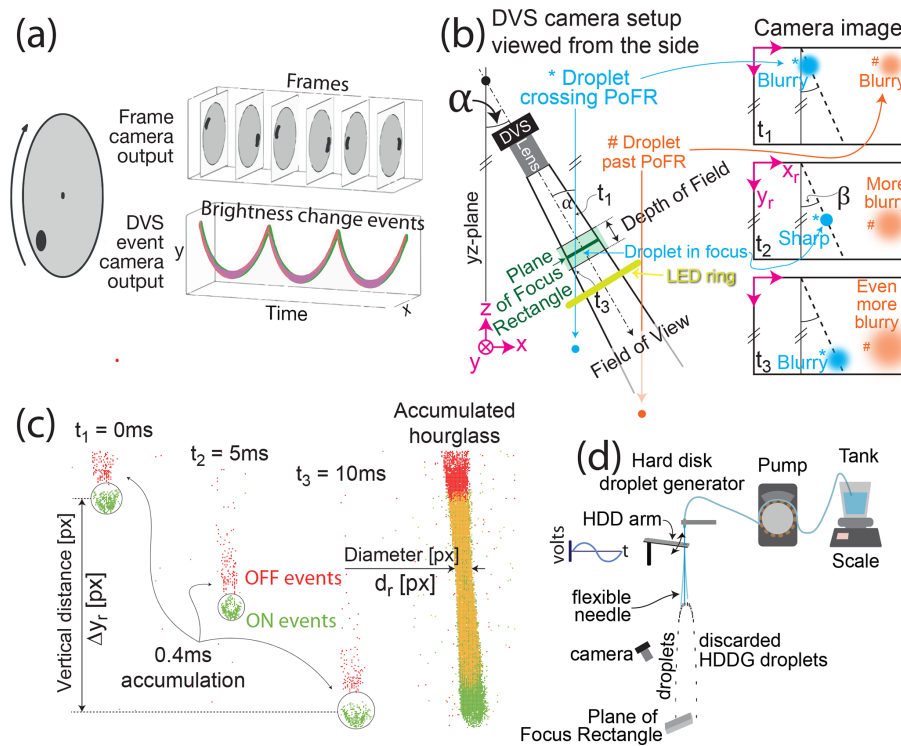 (a)
Frames
Frame
camera
output
Brightness change events
DVS
event
camera
output
y
Time
x
(b)
DVS camera setup
viewed from the side
Camera image
* Droplet
crossing PoFR
α
DVS
Lens
# Droplet
past PoFR
yz-plane
α
t1
Depth of Field
Droplet in focus
Plane
of Focus
Rectangle
LED ring
t3
Field of View
z
x
y
*
Blurry
#
Blurry
t1
xr
yr
β
More
blurry
#
*
Sharp
t2
Even
more
blurry
#
Blurry
*
t3
(c)
t1 = 0ms
t2 = 5ms
t3 = 10ms
Accumulated
hourglass
Vertical distance [px]
Δyr [px]
OFF events
ON events
0.4ms
accumulation
Diameter [px]
dr [px]
(d)
Hard disk
droplet generator
Pump
Tank
Scale
HDD arm
volts
t
flexible
needle
camera
droplets
discarded
HDDG droplets
Plane of
Focus Rectangle